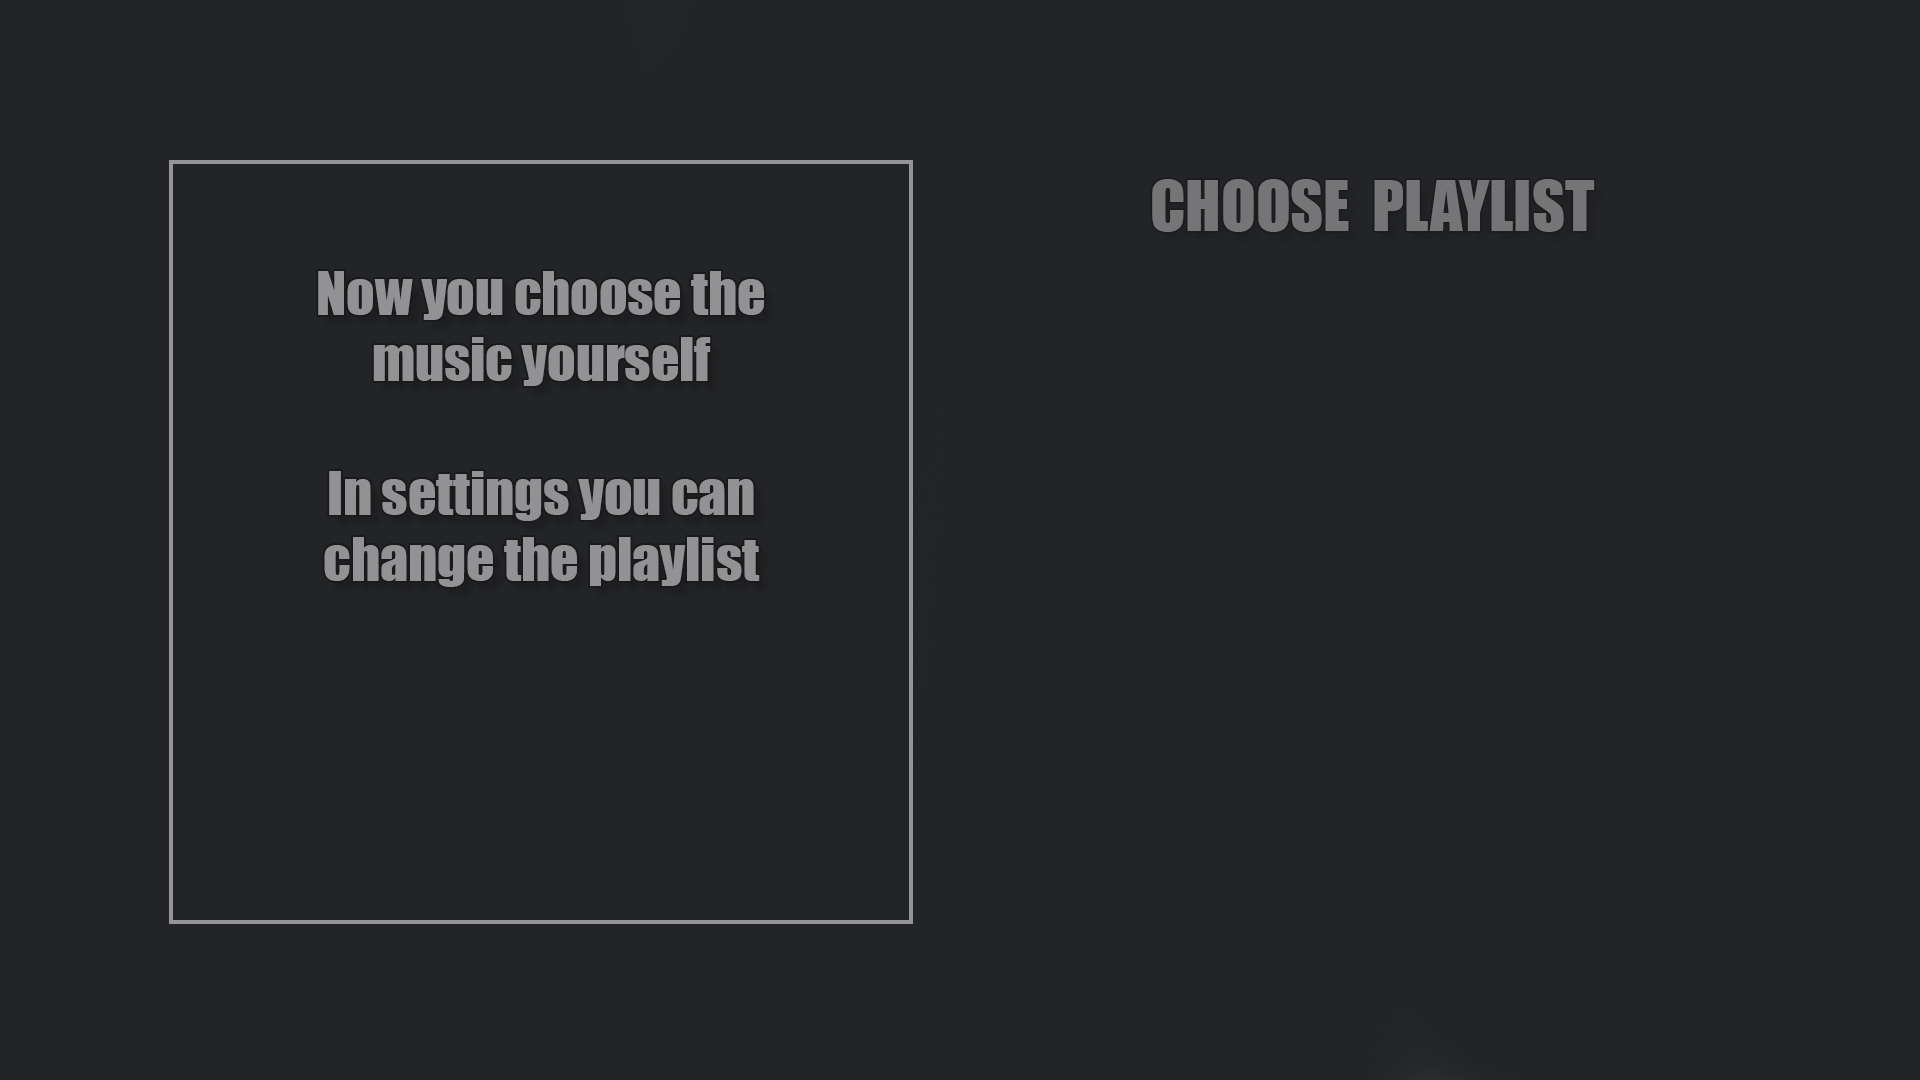 Now you choose the
music yourself
In settings you can
change the playlist
CHOOSE PLAYLIST